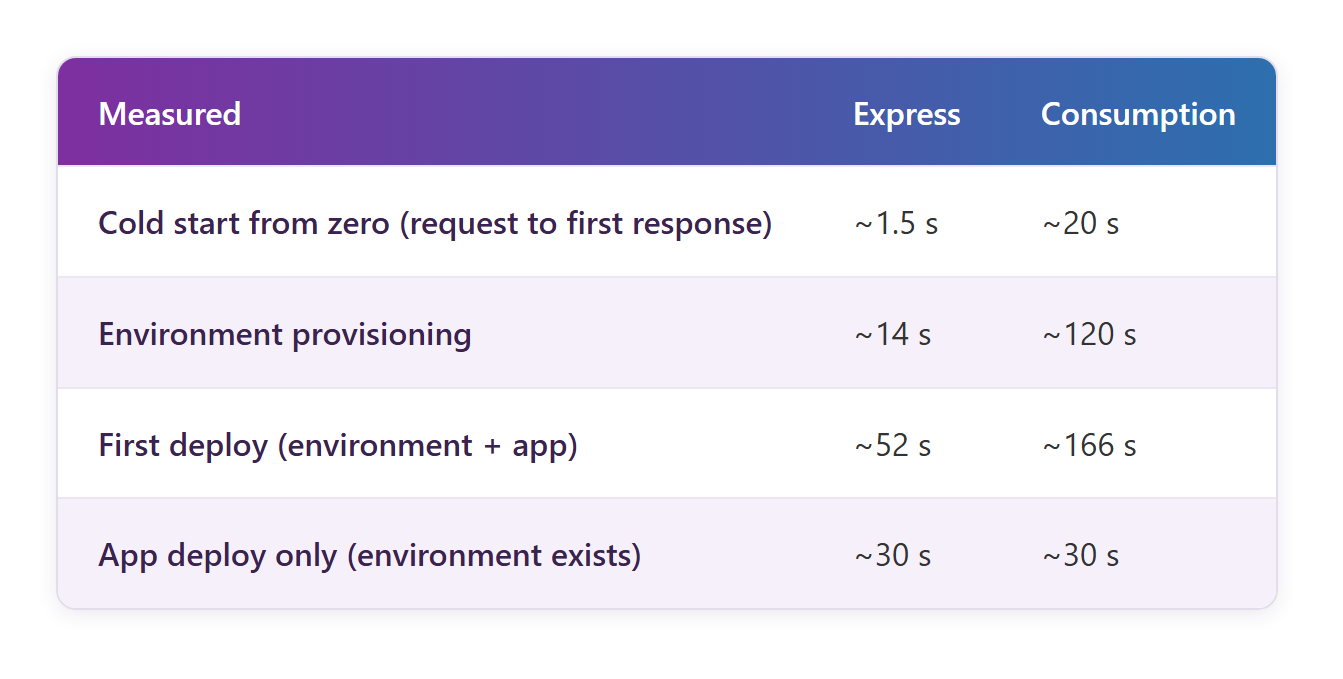 Measured Express Consumption
Cold start from zero (request to first response) ~1.5 s ~20 s
Environment provisioning ~14 s ~120 s
First deploy (environment + app) ~52 s ~166 s
App deploy only (environment exists) ~30 s ~30 s